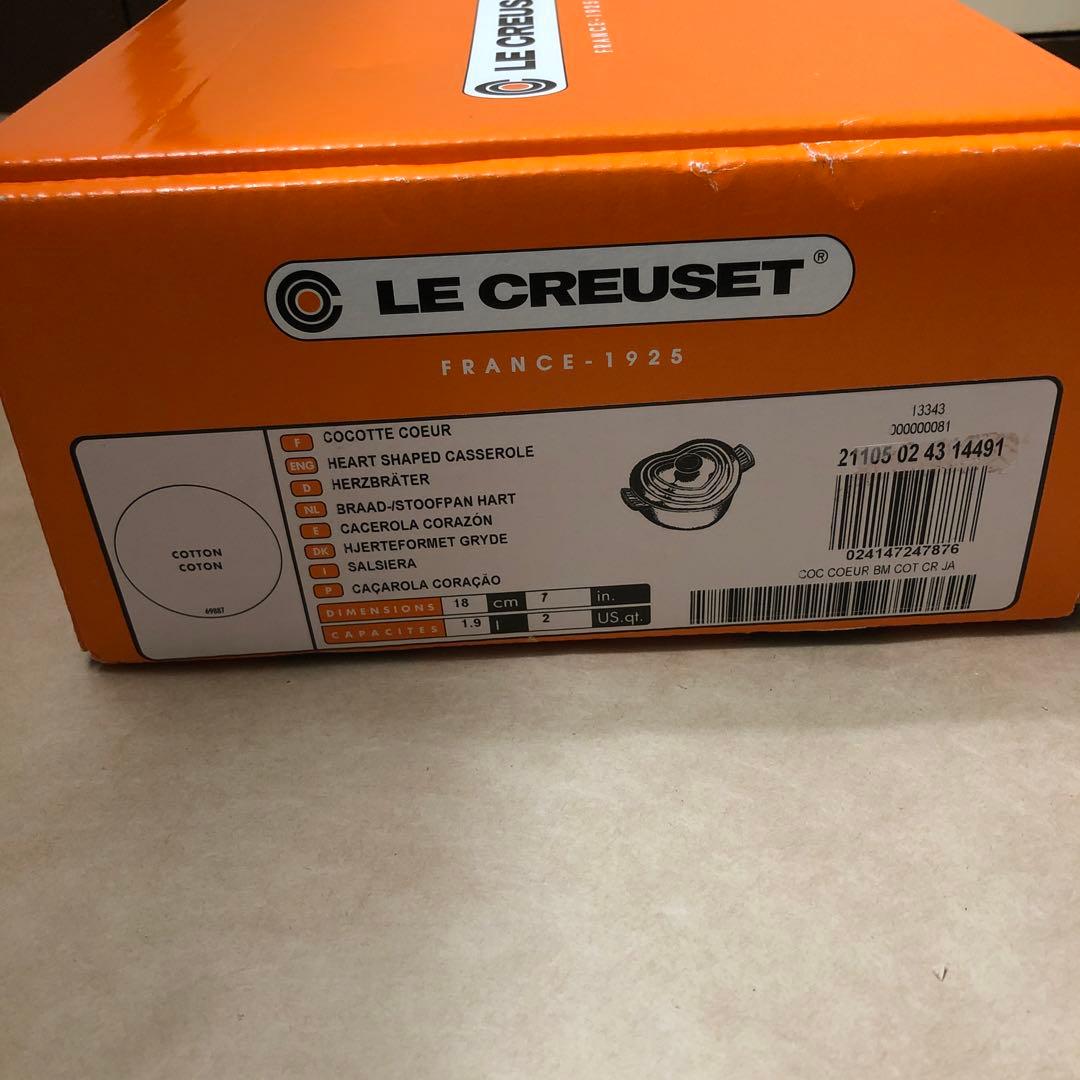 LE CREUS
FRANCE-1925
LE CREUSET®
FRANCE-1925
COTTON
COTON
69887
F COCOTTE COEUR
ENG HEART SHAPED CASSEROLE
D HERZBRÄTER
NL BRAAD-/STOOFPAN HART
E CACEROLA CORAZÓN
DK HJERTEFORMET GRYDE
I SALSIERA
P CAÇAROLA CORAÇÃO
DIMENSIONS 18 cm 7 in.
CAPACITES 1.9 l 2 US.qt.
13343
000000081
21105 02 43 14491
024147247876
COC COEUR BM COT CR JA